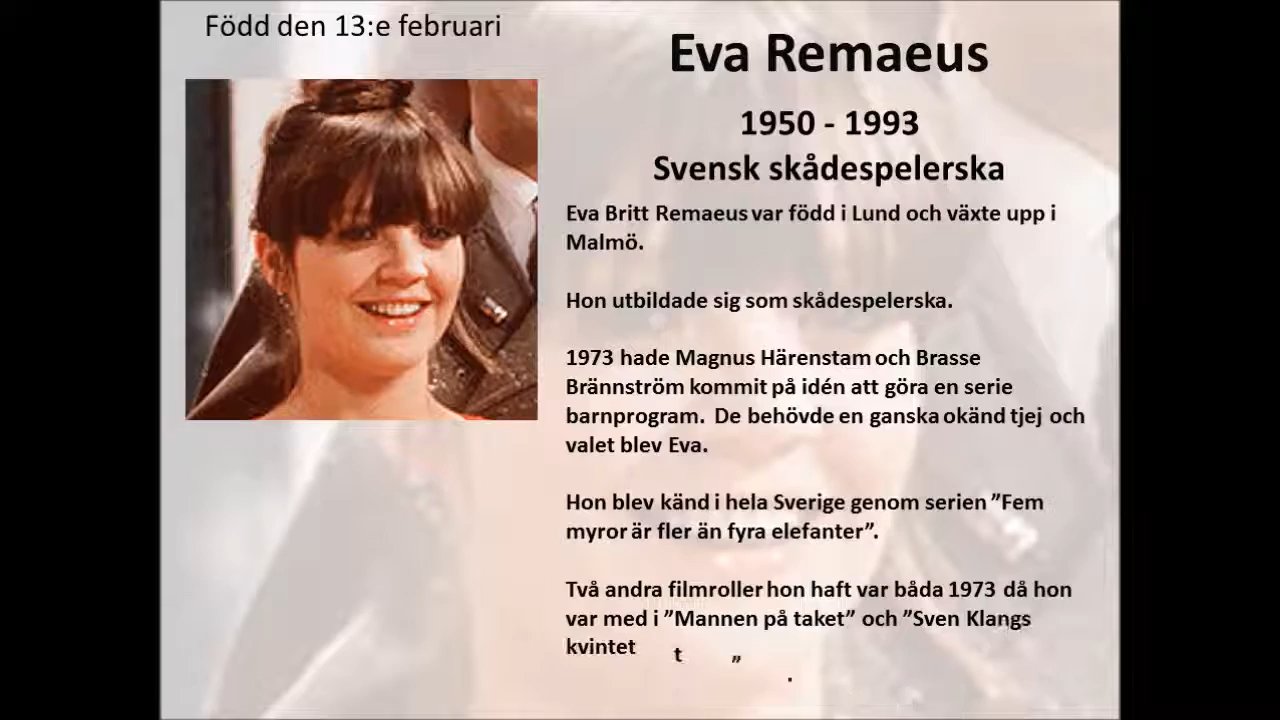 Född den 13:e februari
Eva Remaeus
1950 - 1993
Svensk skådespelerska
Eva Britt Remaeus var född i Lund och växte upp i
Malmö.
Hon utbildade sig som skådespelerska.
1973 hade Magnus Härenstam och Brasse
Brännström kommit på idén att göra en serie
barnprogram. De behövde en ganska okänd tjej och
valet blev Eva.
Hon blev känd i hela Sverige genom serien ”Fem
myror är fler än fyra elefanter”.
Två andra filmroller hon haft var båda 1973 då hon
var med i ”Mannen på taket” och ”Sven Klangs
kvintet t ” .